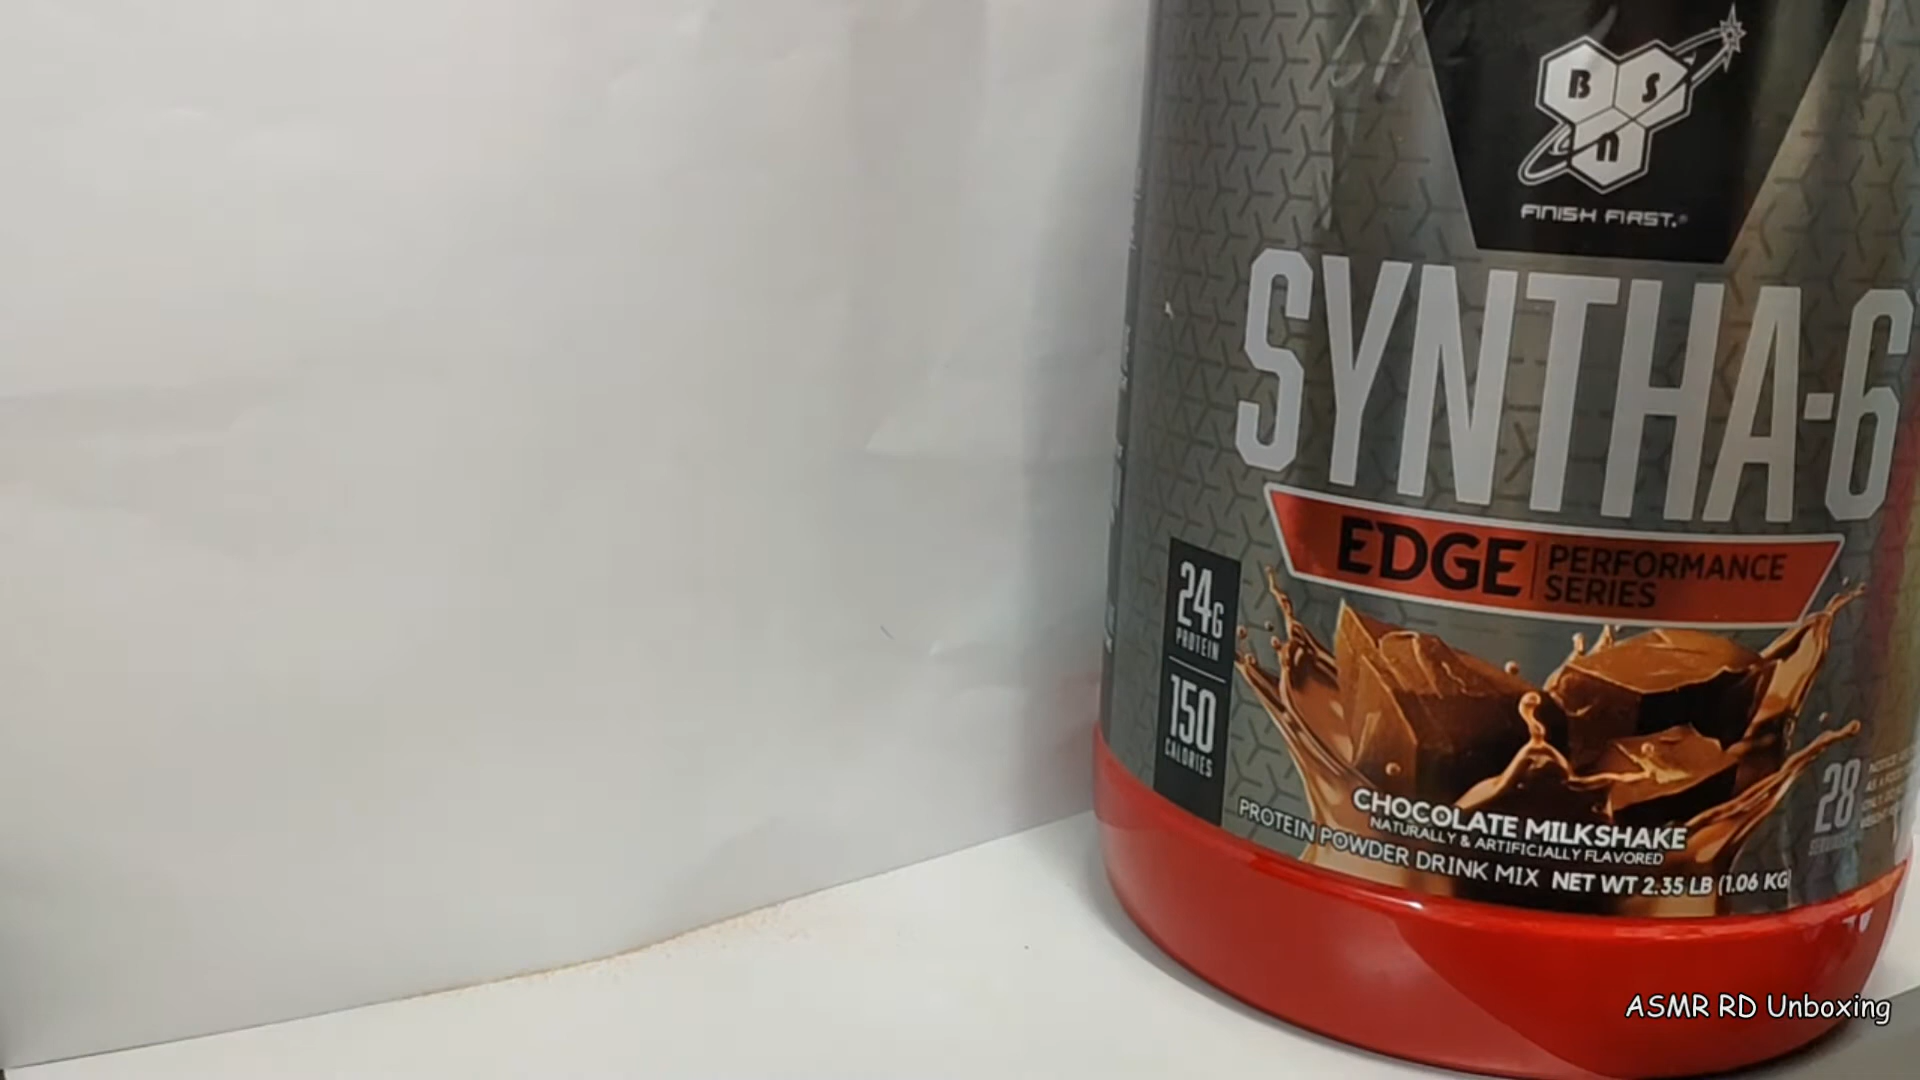 B S
n
FINISH FIRST.®
SYNTHA-6
EDGE
PERFORMANCE
SERIES
24G
PROTEIN
150
CALORIES
CHOCOLATE MILKSHAKE
NATURALLY & ARTIFICIALLY FLAVORED
PROTEIN POWDER DRINK MIX NET WT 2.35 LB (1.06 KG)
28
ASMR RD Unboxing